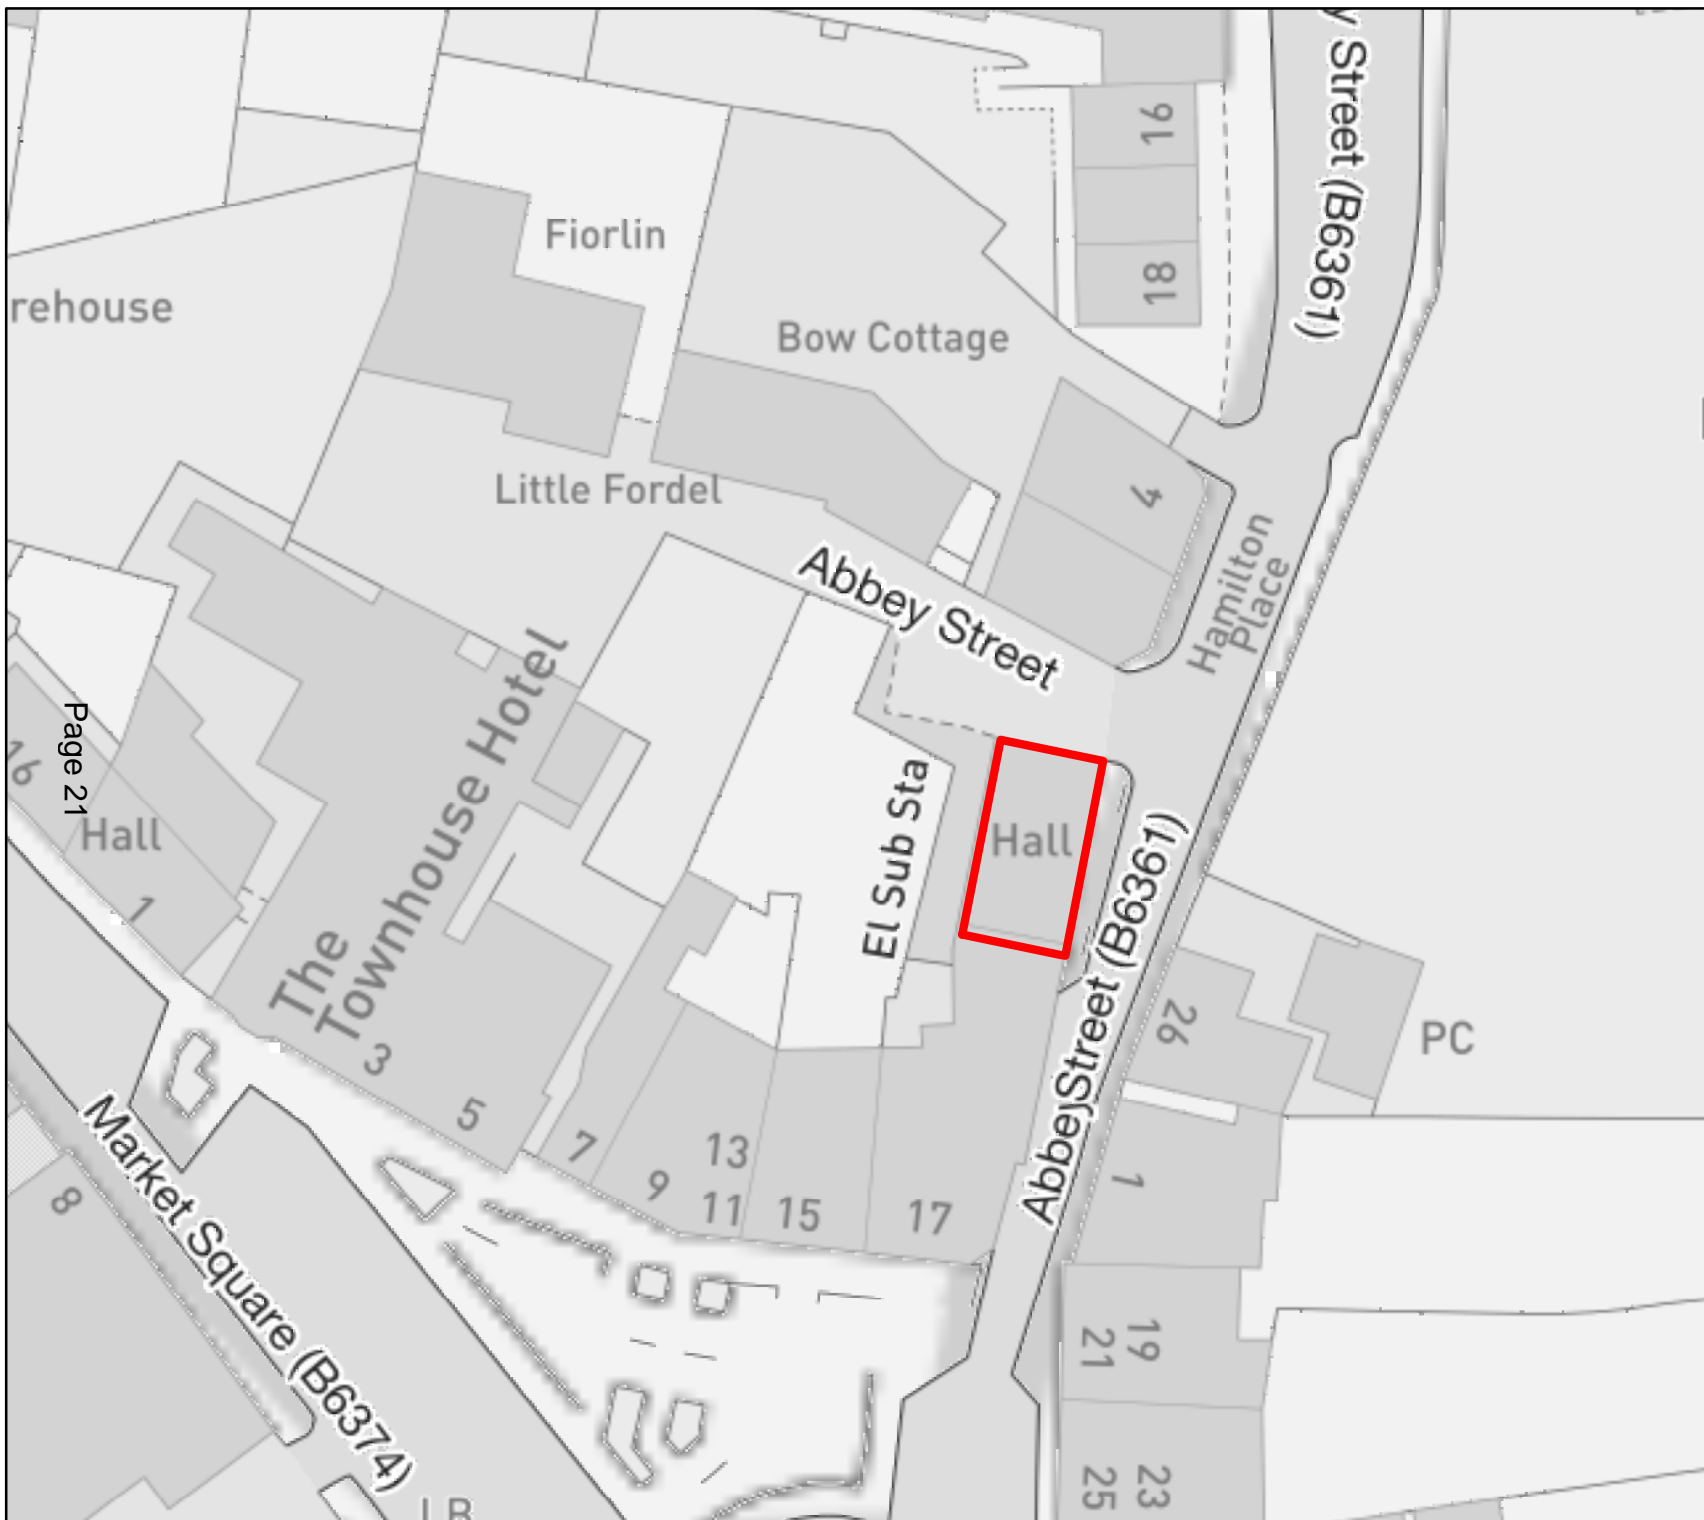 Street (B6361)
16
18
Fiorlin
rehouse
Bow Cottage
Little Fordel
4
Abbey Street
Hamilton
Place
The
Townhouse Hotel
Page 21
16
Hall
1
El Sub Sta
Hall
Abbey Street (B6361)
26
PC
3
5
7
9
13
11
15
17
1
Market Square (B6374)
8
19
21
23
25
LB